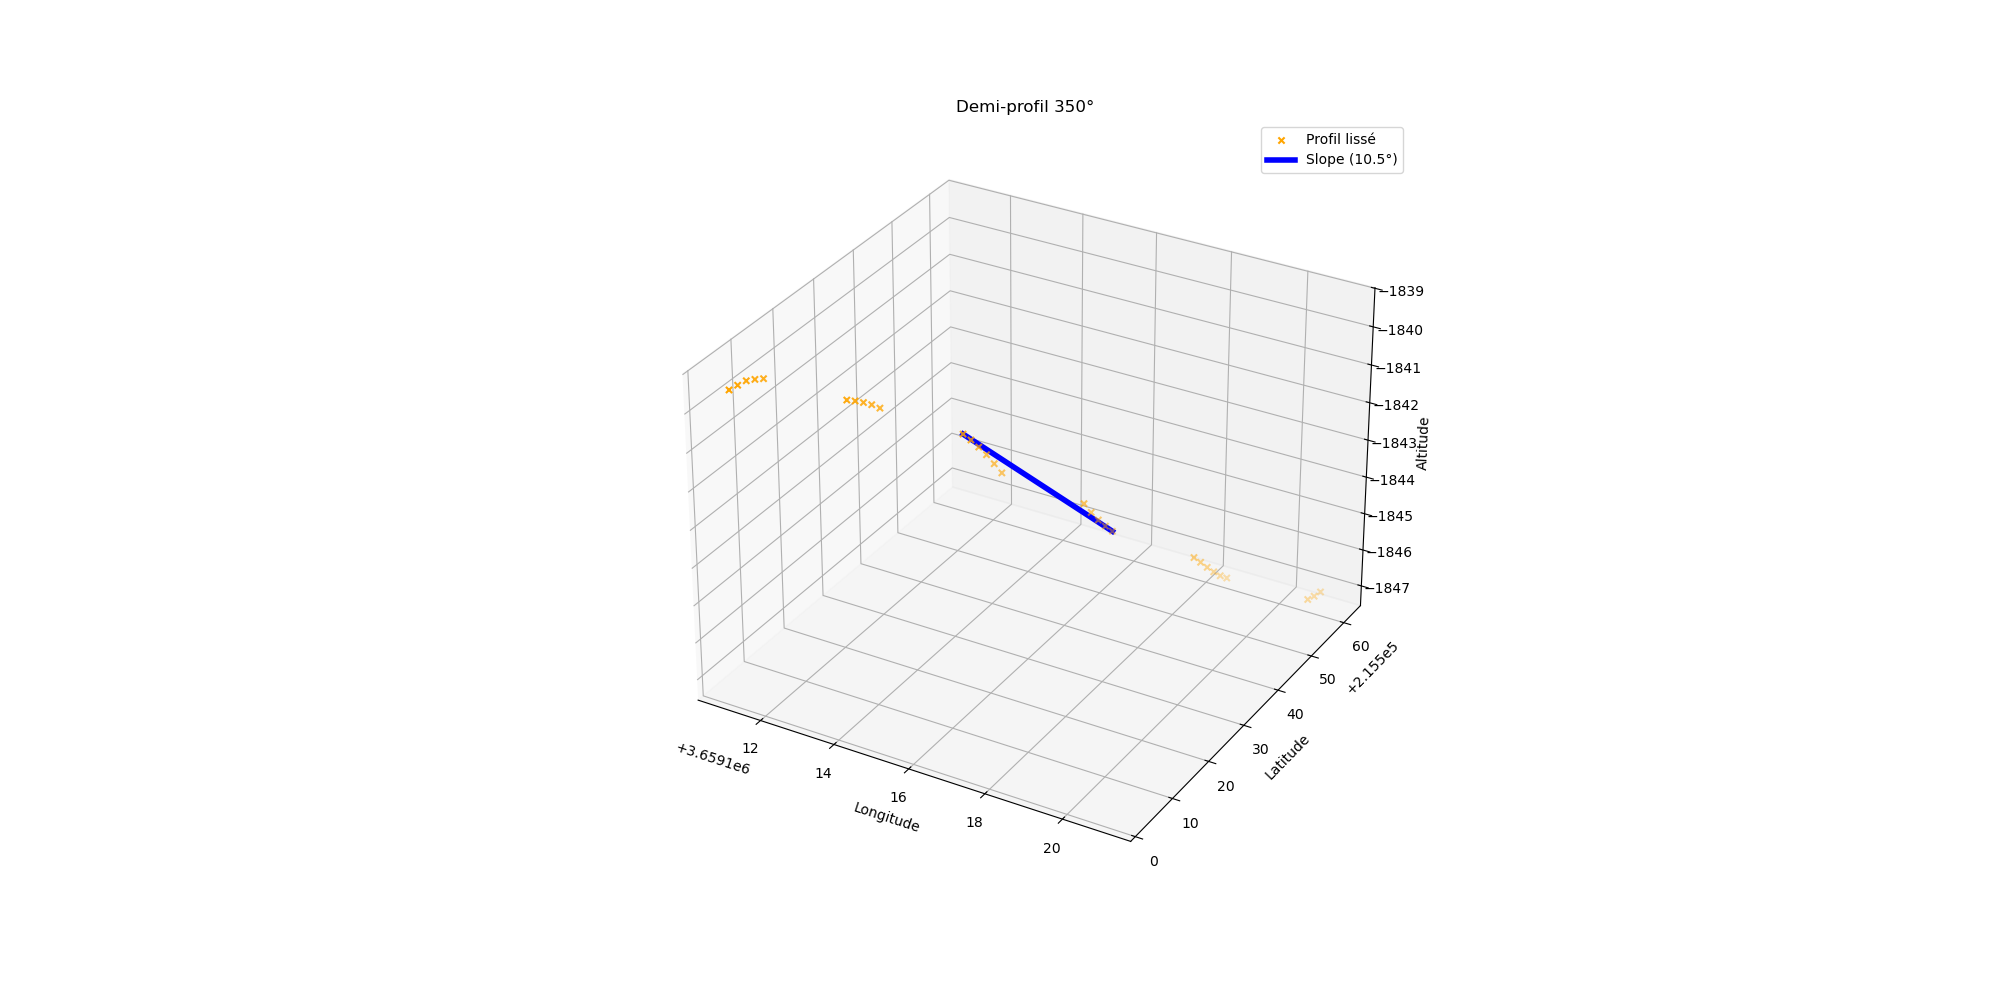 Demi-profil 350°
Profil lissé
Slope (10.5°)
−1839
−1840
−1841
−1842
−1843
−1844
−1845
−1846
−1847
Altitude
60
50
40
30
20
10
0
+2.155e5
Latitude
12
14
16
18
20
+3.6591e6
Longitude